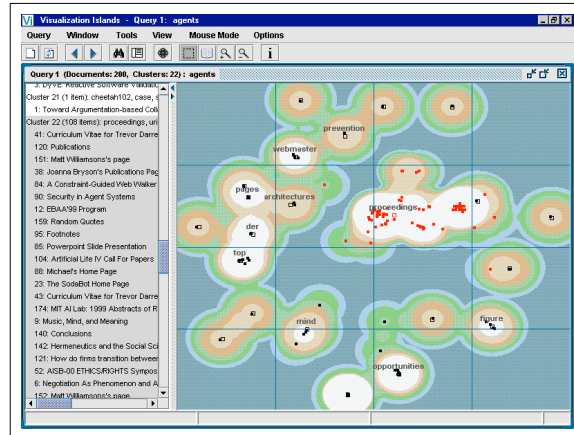 Visualization Islands - Query 1: agents
Query Window Tools View Mouse Mode Options
Query 1 (Documents: 200, Clusters: 22) : agents
3: DyVE: Reactive Software Validati
Cluster 21 (1 item): cheetah102, case, s
1: Toward Argumentation-based Coll
Cluster 22 (108 items): proceedings, uri
41: Curriculum Vitae for Trevor Darre
120: Publications
151: Matt Williamsons's page
38: Joanna Bryson's Publications Pag
84: A Constraint-Guided Web Walker
90: Security in Agent Systems
12: EBAA'99 Program
159: Random Quotes
95: Footnotes
85: Powerpoint Slide Presentation
104: Artificial Life IV Call For Papers
88: Michael's Home Page
23: The SodaBot Home Page
43: Curriculum Vitae for Trevor Darre
174: MIT AI Lab: 1999 Abstracts of R
9: Music, Mind, and Meaning
140: Conclusions
142: Hermeneutics and the Social Sci
121: How do firms transition between
52: AISB-00 ETHICS/RIGHTS Sympos
6: Negotiation As Phenomenon and A
152: Matt Williamsons's page
prevention
webmaster
pages
architectures
proceedings
der
top
mind
figure
opportunities